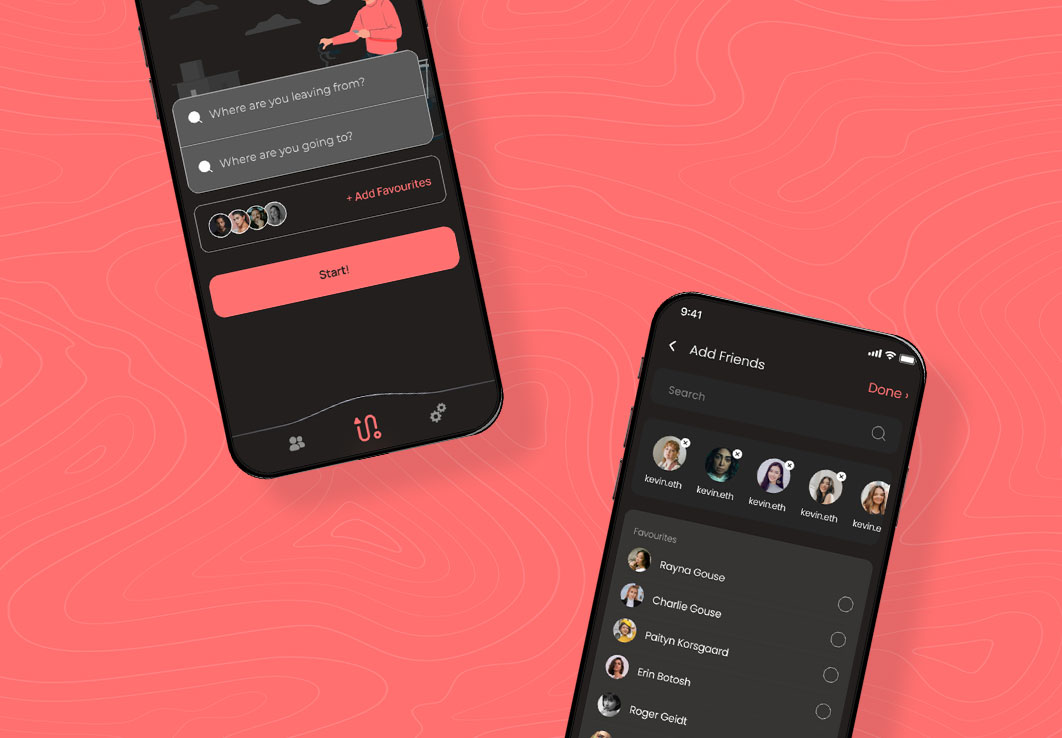 Where are you leaving from?
Where are you going to?
+ Add Favourites
Start!
9:41
Add Friends
Done ›
Search
kevin.eth
kevin.eth
kevin.eth
kevin.eth
kevin.e
Favourites
Rayna Gouse
Charlie Gouse
Paityn Korsgaard
Erin Botosh
Roger Geidt